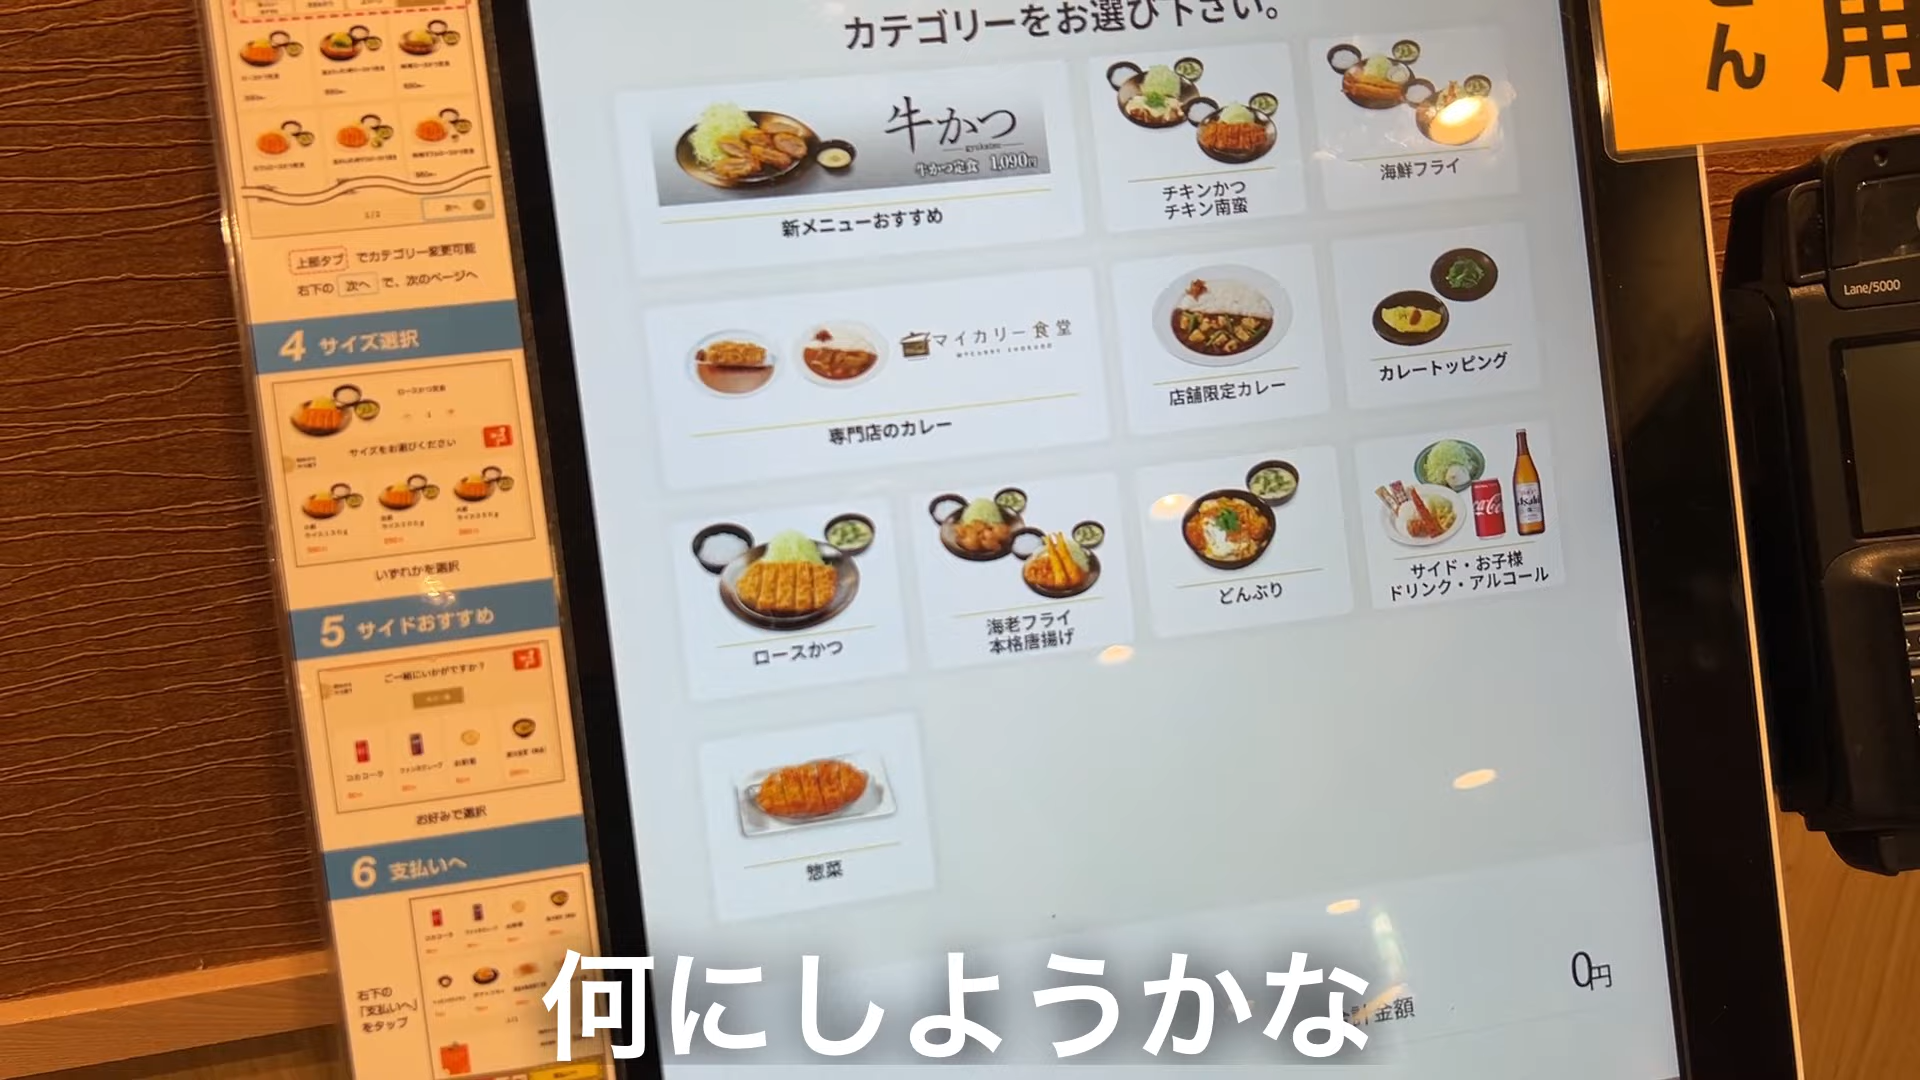 カテゴリーをお選び下さい。
牛かつ
gyukatsu
牛かつ定食 1,090円
新メニューおすすめ
チキンかつ
チキン南蛮
海鮮フライ
マイカリー食堂
MYCURRY SHOKUDO
専門店のカレー
店舗限定カレー
カレートッピング
ロースかつ
海老フライ
本格唐揚げ
どんぶり
サイド・お子様
ドリンク・アルコール
惣菜
0円
金額
上部タブ でカテゴリー変更可能
右下の 次へ で、次のページへ
4 サイズ選択
サイズをお選びください
いずれかを選択
5 サイドおすすめ
ご一緒にいかがですか？
お好みで選択
6 支払いへ
右下の
「支払いへ」
をタップ
ん
用
Lane/5000
何にしようかな